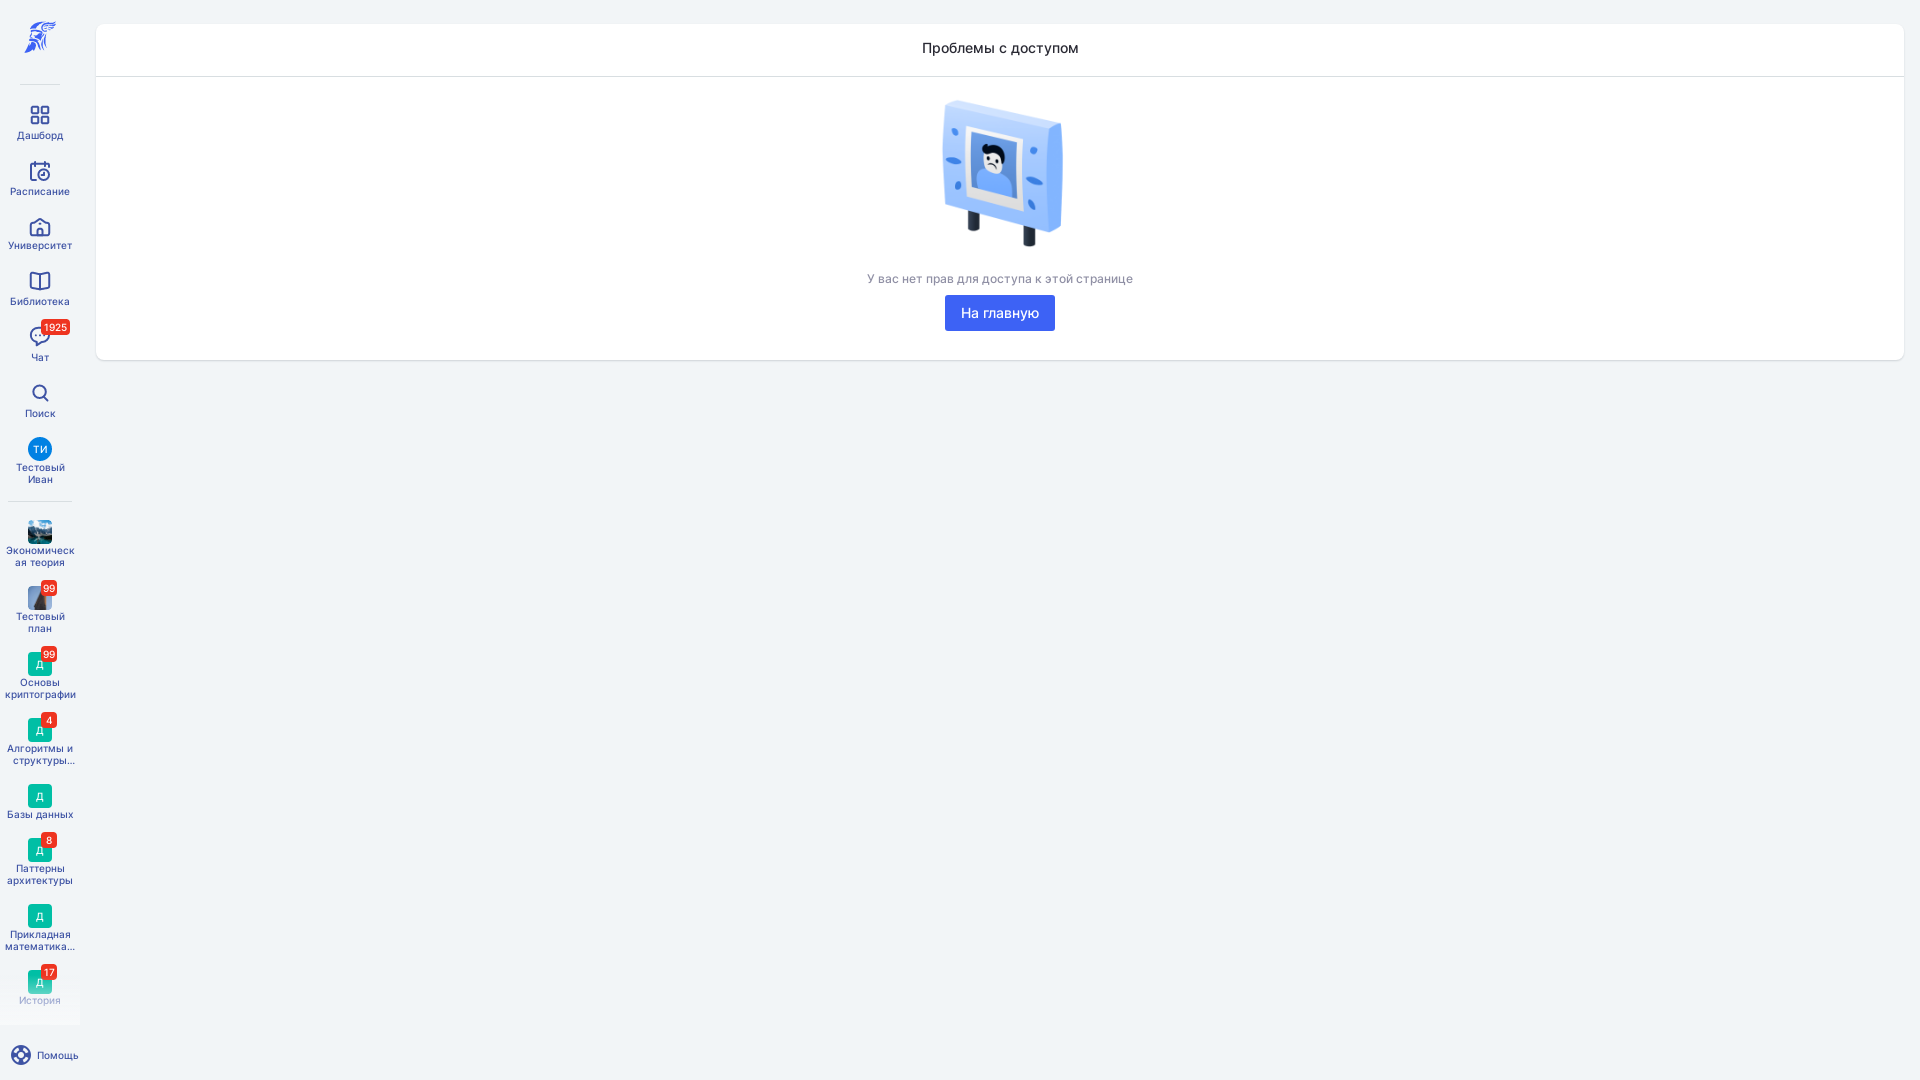 Проблемы с доступом
У вас нет прав для доступа к этой странице
На главную
Дашборд
Расписание
Университет
Библиотека
1925
Чат
Поиск
ТИ
Тестовый
Иван
Экономическ
ая теория
99
Тестовый
план
99
Д
Основы
криптографии
4
Д
Алгоритмы и
структуры...
Д
Базы данных
8
Д
Паттерны
архитектуры
Д
Прикладная
математика...
17
Д
История
Помощь